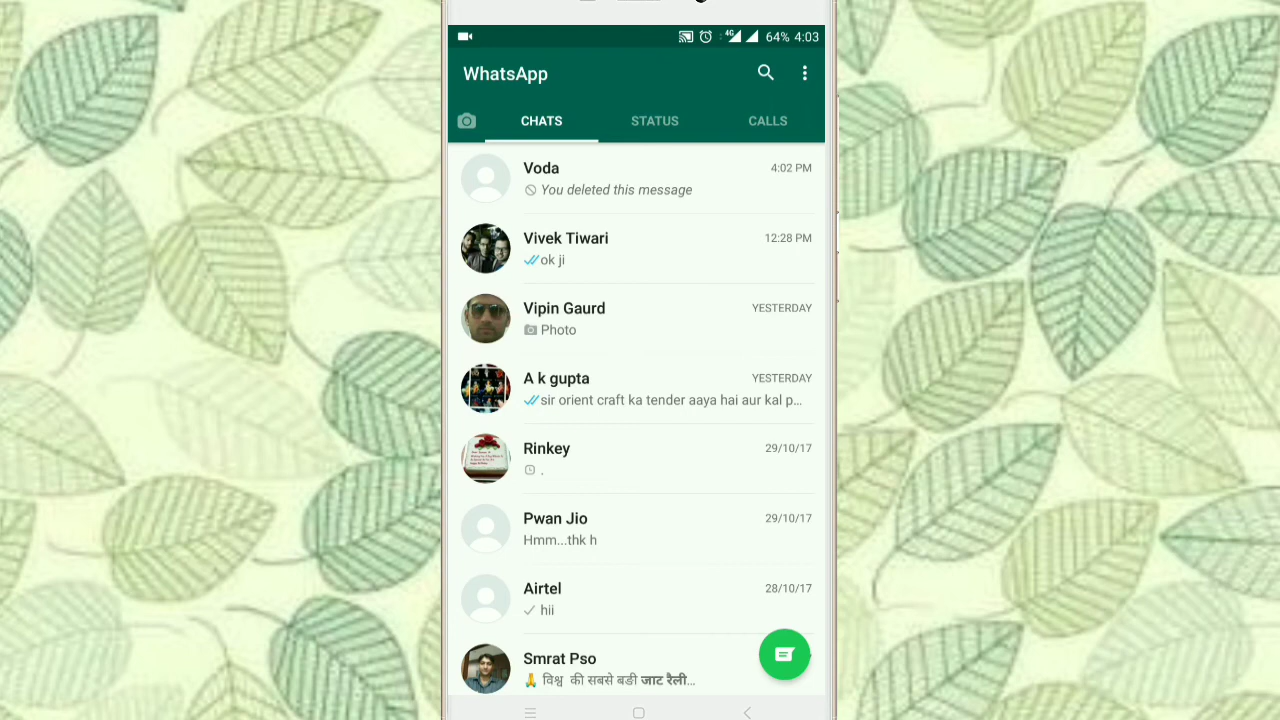 4G 64% 4:03
WhatsApp
CHATS STATUS CALLS
Voda 4:02 PM
You deleted this message
Vivek Tiwari 12:28 PM
ok ji
Vipin Gaurd YESTERDAY
Photo
A k gupta YESTERDAY
sir orient craft ka tender aaya hai aur kal p...
Rinkey 29/10/17
.
Pwan Jio 29/10/17
Hmm...thk h
Airtel 28/10/17
hii
Smrat Pso
🙏 विश्व की सबसे बडी जाट रैली...